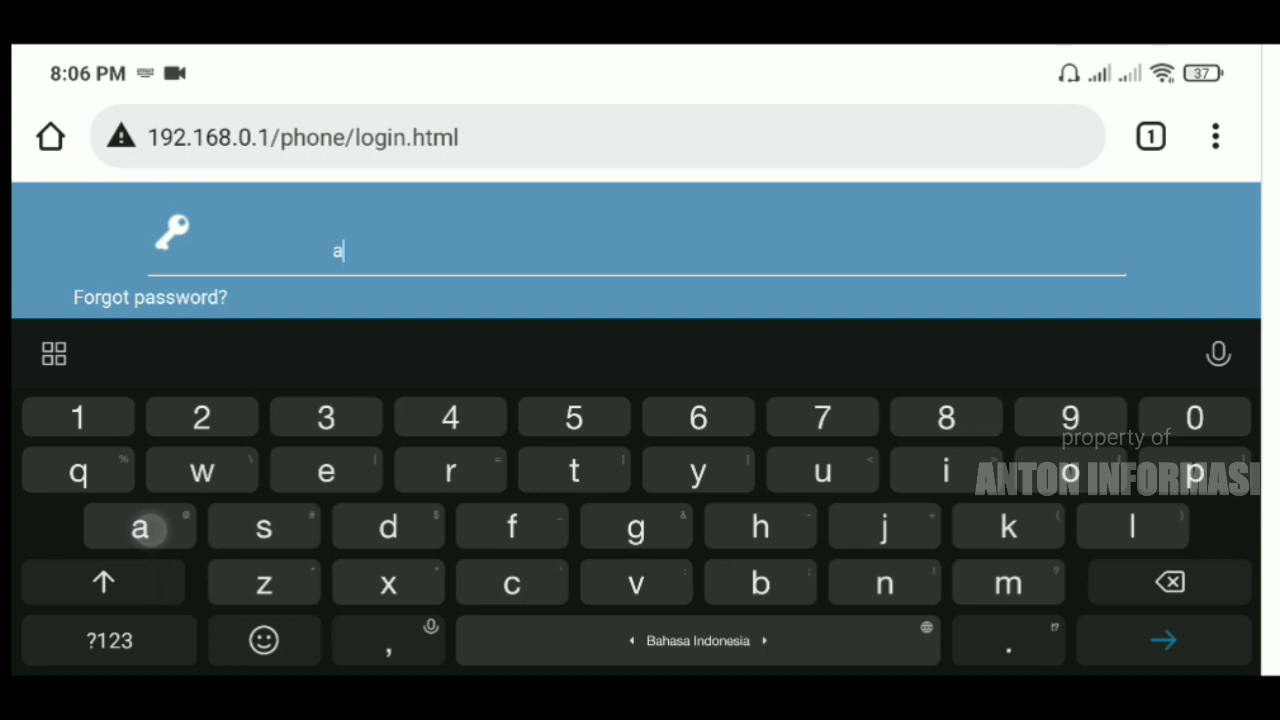 8:06 PM
37
192.168.0.1/phone/login.html
1
a
Forgot password?
1 2 3 4 5 6 7 8 9 0
property of
q w e r t y u i o p
ANTON INFORMASI
a s d f g h j k l
z x c v b n m
?123 , Bahasa Indonesia .